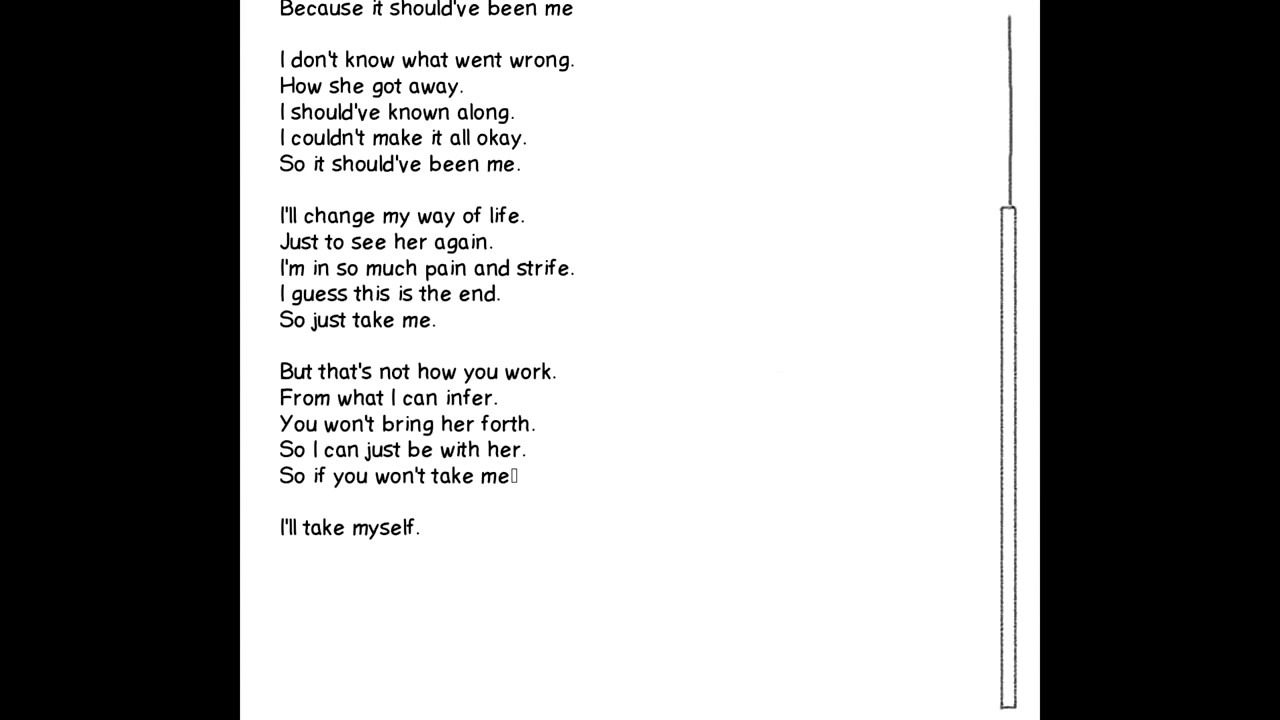 Because it should've been me
I don't know what went wrong.
How she got away.
I should've known along.
I couldn't make it all okay.
So it should've been me.
I'll change my way of life.
Just to see her again.
I'm in so much pain and strife.
I guess this is the end.
So just take me.
But that's not how you work.
From what I can infer.
You won't bring her forth.
So I can just be with her.
So if you won't take me▯
I'll take myself.